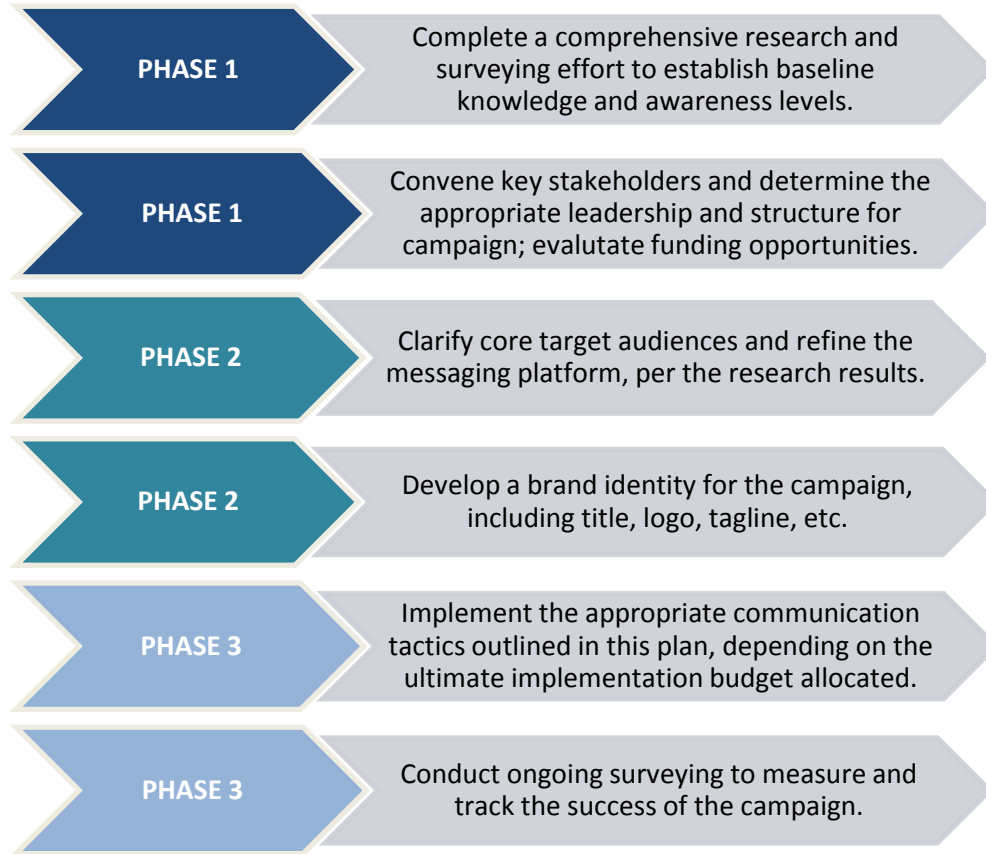 PHASE 1
Complete a comprehensive research and
surveying effort to establish baseline
knowledge and awareness levels.
PHASE 1
Convene key stakeholders and determine the
appropriate leadership and structure for
campaign; evalutate funding opportunities.
PHASE 2
Clarify core target audiences and refine the
messaging platform, per the research results.
PHASE 2
Develop a brand identity for the campaign,
including title, logo, tagline, etc.
PHASE 3
Implement the appropriate communication
tactics outlined in this plan, depending on the
ultimate implementation budget allocated.
PHASE 3
Conduct ongoing surveying to measure and
track the success of the campaign.